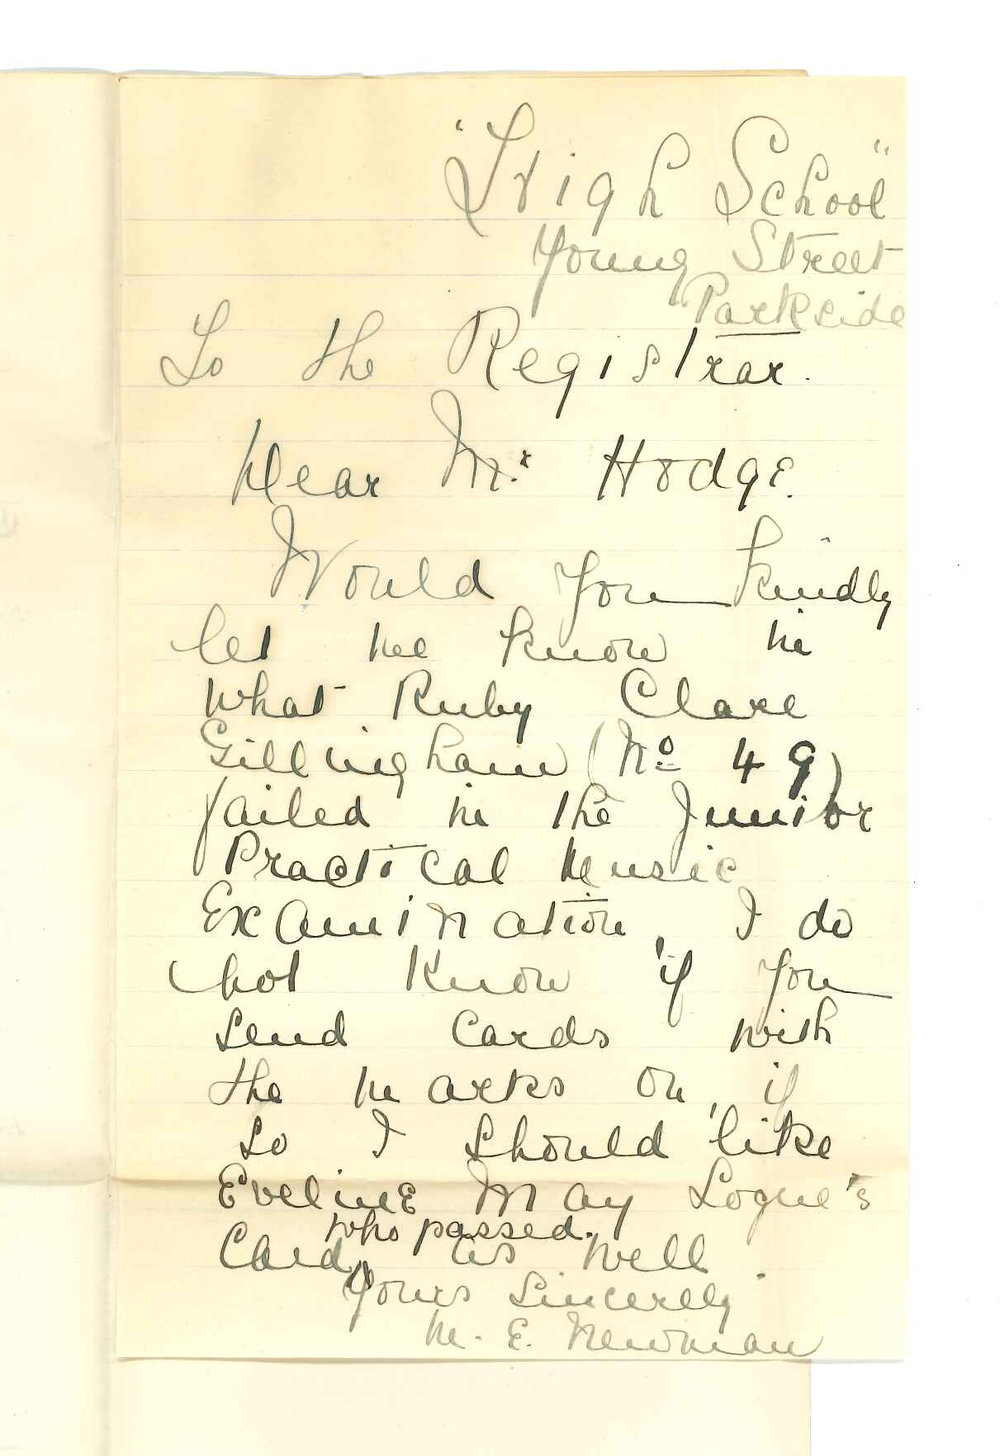 "Leigh School"
Young Street
Parkside
To the Registrar.
Dear Mr. Hodge.
Would you kindly
let me know in
what Ruby Clare
Gillingham (No 49)
failed in the Junior
Practical Music
Examination, I do
not know if you
send cards with
the marks on, if
so I should like
Eveline May Logue's
who passed.
Card, as well.
Yours Sincerely
M. E. Newman